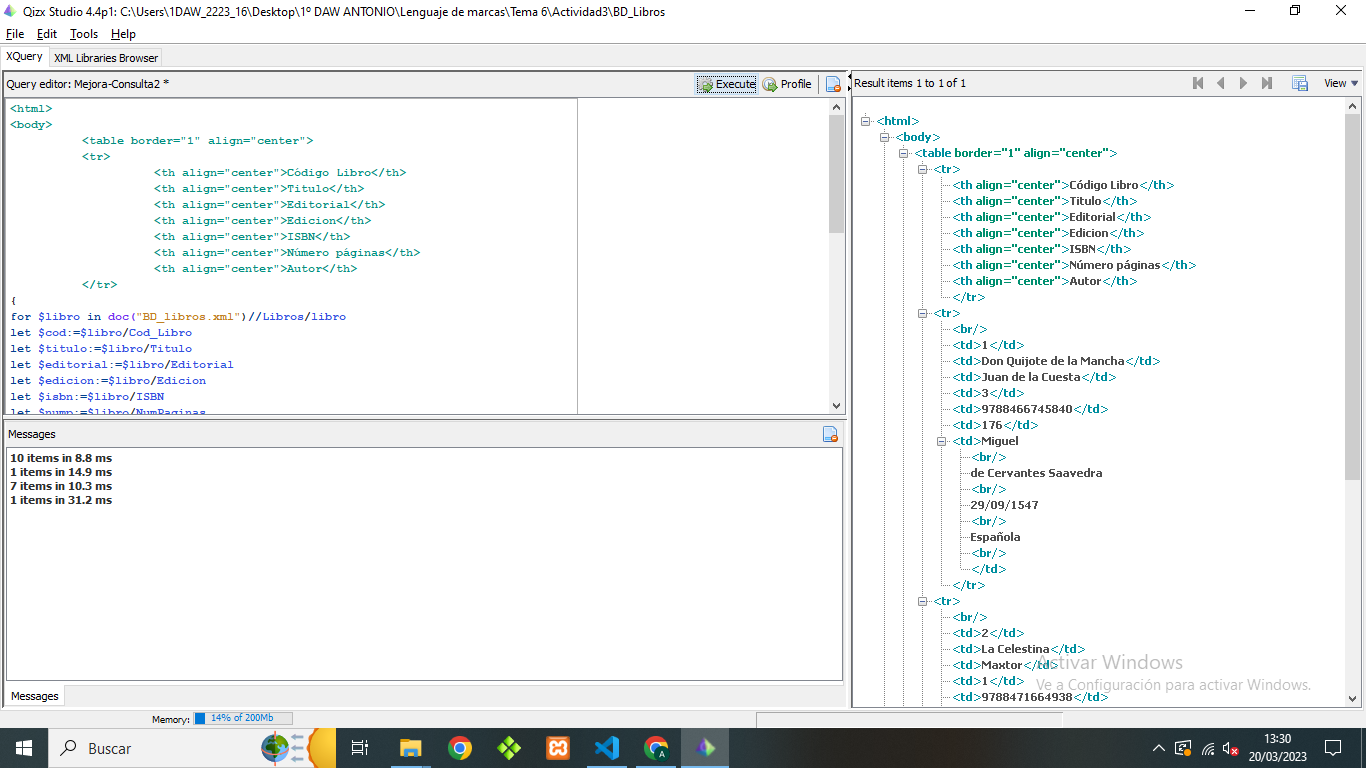 Qizx Studio 4.4p1: C:\Users\1DAW_2223_16\Desktop\1º DAW ANTONIO\Lenguaje de marcas\Tema 6\Actividad3\BD_Libros
File Edit Tools Help
XQuery XML Libraries Browser
Query editor: Mejora-Consulta2 * Execute Profile
<html>
<body>
<table border="1" align="center">
<tr>
<th align="center">Código Libro</th>
<th align="center">Titulo</th>
<th align="center">Editorial</th>
<th align="center">Edicion</th>
<th align="center">ISBN</th>
<th align="center">Número páginas</th>
<th align="center">Autor</th>
</tr>
{
for $libro in doc("BD_libros.xml")//Libros/libro
let $cod:=$libro/Cod_Libro
let $titulo:=$libro/Titulo
let $editorial:=$libro/Editorial
let $edicion:=$libro/Edicion
let $isbn:=$libro/ISBN
let $nump:=$libro/NumPaginas
Messages
10 items in 8.8 ms
1 items in 14.9 ms
7 items in 10.3 ms
1 items in 31.2 ms
Messages
Memory: 14% of 200Mb
Result items 1 to 1 of 1 View
<html>
<body>
<table border="1" align="center">
<tr>
<th align="center">Código Libro</th>
<th align="center">Titulo</th>
<th align="center">Editorial</th>
<th align="center">Edicion</th>
<th align="center">ISBN</th>
<th align="center">Número páginas</th>
<th align="center">Autor</th>
</tr>
<tr>
<br/>
<td>1</td>
<td>Don Quijote de la Mancha</td>
<td>Juan de la Cuesta</td>
<td>3</td>
<td>9788466745840</td>
<td>176</td>
<td>Miguel
<br/>
de Cervantes Saavedra
<br/>
29/09/1547
<br/>
Española
<br/>
</td>
</tr>
<tr>
<br/>
<td>2</td>
<td>La Celestina</td>
<td>Maxtor</td>
<td>1</td>
<td>9788471664938</td>
Activar Windows
Ve a Configuración para activar Windows.
Buscar
13:30
20/03/2023